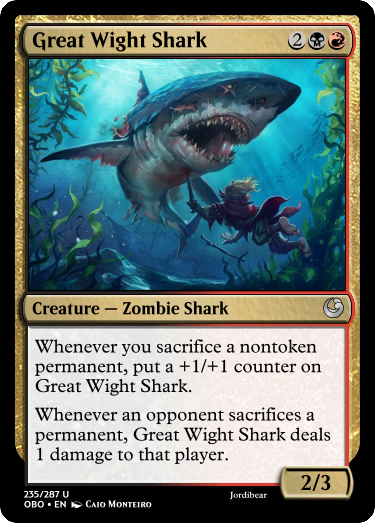 Great Wight Shark 2
Creature — Zombie Shark
Whenever you sacrifice a nontoken
permanent, put a +1/+1 counter on
Great Wight Shark.
Whenever an opponent sacrifices a
permanent, Great Wight Shark deals
1 damage to that player.
2/3
235/287 U
OBO • EN Caio Monteiro
Jordibear